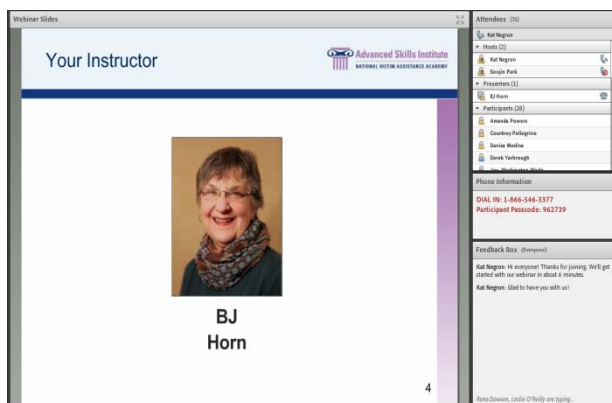 Webinar Slides
Your Instructor
Advanced Skills Institute
NATIONAL VICTIM ASSISTANCE ACADEMY
BJ
Horn
4
Attendees (30)
Kat Negron
Hosts (2)
Kat Negron
Soojin Park
Presenters (1)
BJ Horn
Participants (28)
Amanda Powers
Courtney Pellegrino
Denisa Medina
Derek Yarbrough
Phone Information
DIAL IN: 1-866-546-3377
Participant Passcode: 962739
Feedback Box (Everyone)
Kat Negron: Hi everyone! Thanks for joining. We'll get
started with our webinar in about 6 minutes.
Kat Negron: Glad to have you with us!
Rona Dawson, Leslie O'Reilly are typing...